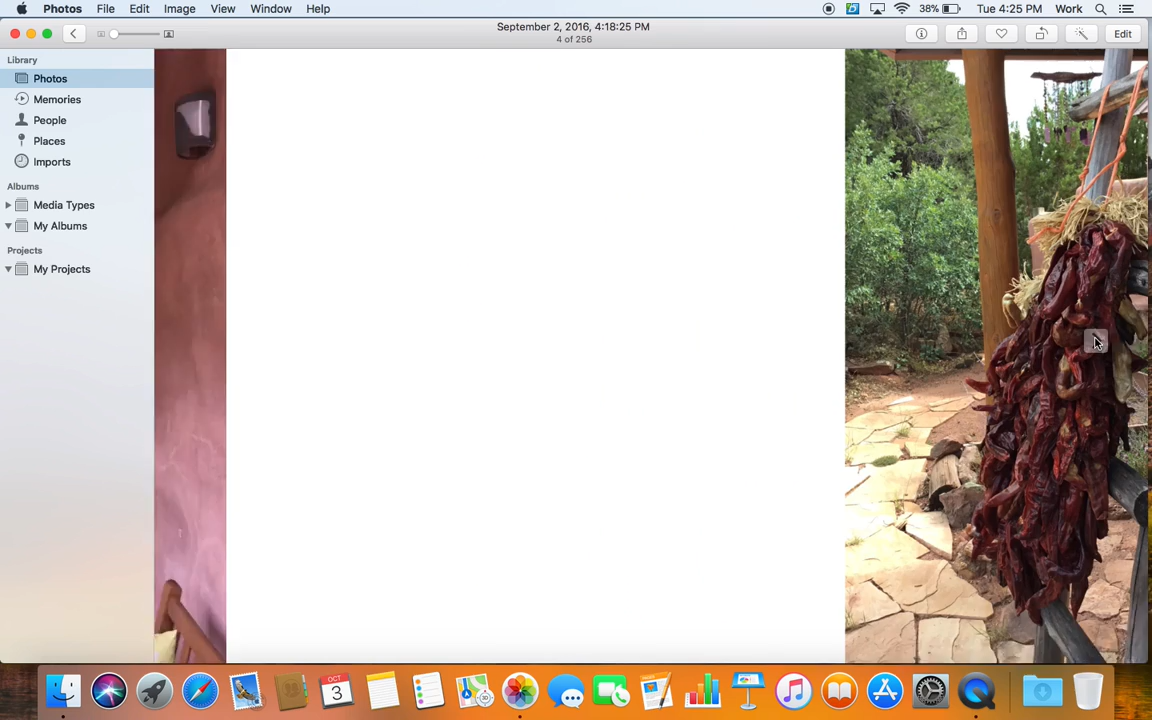 Photos File Edit Image View Window Help 38% Tue 4:25 PM Work
September 2, 2016, 4:18:25 PM
4 of 256
Edit
Library
Photos
Memories
People
Places
Imports
Albums
Media Types
My Albums
Projects
My Projects
OCT
3